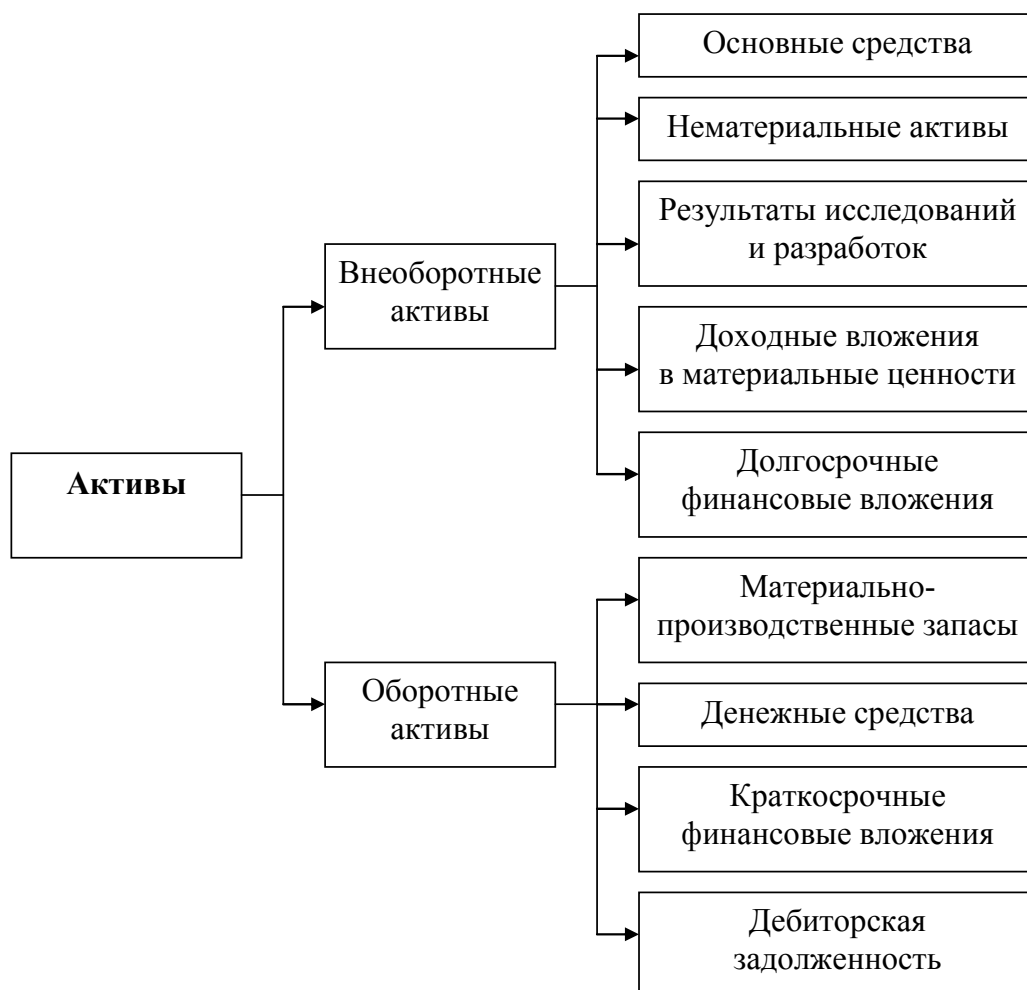 Активы
Внеоборотные
активы
Основные средства
Нематериальные активы
Результаты исследований
и разработок
Доходные вложения
в материальные ценности
Долгосрочные
финансовые вложения
Оборотные
активы
Материально-
производственные запасы
Денежные средства
Краткосрочные
финансовые вложения
Дебиторская
задолженность